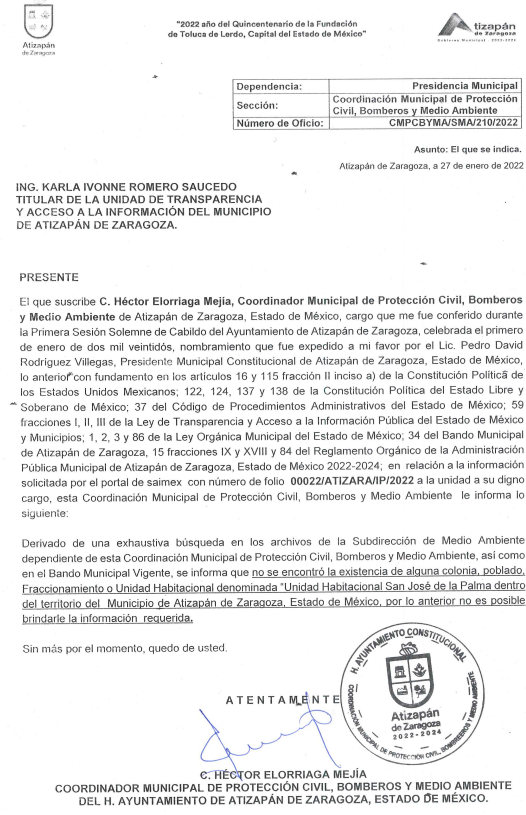 Atizapán
de Zaragoza
"2022 año del Quincentenario de la Fundación
de Toluca de Lerdo, Capital del Estado de México"
Atizapán
de Zaragoza
Gobierno Municipal 2022-2024
Dependencia: Presidencia Municipal
Sección: Coordinación Municipal de Protección
Civil, Bomberos y Medio Ambiente
Número de Oficio: CMPCBYMA/SMA/210/2022
Asunto: El que se indica.
Atizapán de Zaragoza, a 27 de enero de 2022
ING. KARLA IVONNE ROMERO SAUCEDO
TITULAR DE LA UNIDAD DE TRANSPARENCIA
Y ACCESO A LA INFORMACIÓN DEL MUNICIPIO
DE ATIZAPÁN DE ZARAGOZA.
PRESENTE
El que suscribe C. Héctor Elorriaga Mejía, Coordinador Municipal de Protección Civil, Bomberos
y Medio Ambiente de Atizapán de Zaragoza, Estado de México, cargo que me fue conferido durante
la Primera Sesión Solemne de Cabildo del Ayuntamiento de Atizapán de Zaragoza, celebrada el primero
de enero de dos mil veintidós, nombramiento que fue expedido a mi favor por el Lic. Pedro David
Rodríguez Villegas, Presidente Municipal Constitucional de Atizapán de Zaragoza, Estado de México,
lo anterior con fundamento en los artículos 16 y 115 fracción II inciso a) de la Constitución Política de
los Estados Unidos Mexicanos; 122, 124, 137 y 138 de la Constitución Política del Estado Libre y
Soberano de México; 37 del Código de Procedimientos Administrativos del Estado de México; 59
fracciones I, II, III de la Ley de Transparencia y Acceso a la Información Pública del Estado de México
y Municipios; 1, 2, 3 y 86 de la Ley Orgánica Municipal del Estado de México; 34 del Bando Municipal
de Atizapán de Zaragoza, 15 fracciones IX y XVIII y 84 del Reglamento Orgánico de la Administración
Pública Municipal de Atizapán de Zaragoza, Estado de México 2022-2024; en relación a la información
solicitada por el portal de saimex con número de folio 00022/ATIZARA/IP/2022 a la unidad a su digno
cargo, esta Coordinación Municipal de Protección Civil, Bomberos y Medio Ambiente le informa lo
siguiente:
Derivado de una exhaustiva búsqueda en los archivos de la Subdirección de Medio Ambiente
dependiente de esta Coordinación Municipal de Protección Civil, Bomberos y Medio Ambiente, así como
en el Bando Municipal Vigente, se informa que no se encontró la existencia de alguna colonia, poblado,
Fraccionamiento o Unidad Habitacional denominada "Unidad Habitacional San José de la Palma dentro
del territorio del Municipio de Atizapán de Zaragoza, Estado de México, por lo anterior no es posible
brindarle la información requerida.
Sin más por el momento, quedo de usted.
H. AYUNTAMIENTO CONSTITUCIONAL
Atizapán
de Zaragoza
2022-2024
COORDINACIÓN MUNICIPAL DE PROTECCIÓN CIVIL, BOMBEROS Y MEDIO AMBIENTE
ATENTAMENTE
C. HÉCTOR ELORRIAGA MEJÍA
COORDINADOR MUNICIPAL DE PROTECCIÓN CIVIL, BOMBEROS Y MEDIO AMBIENTE
DEL H. AYUNTAMIENTO DE ATIZAPÁN DE ZARAGOZA, ESTADO DE MÉXICO.